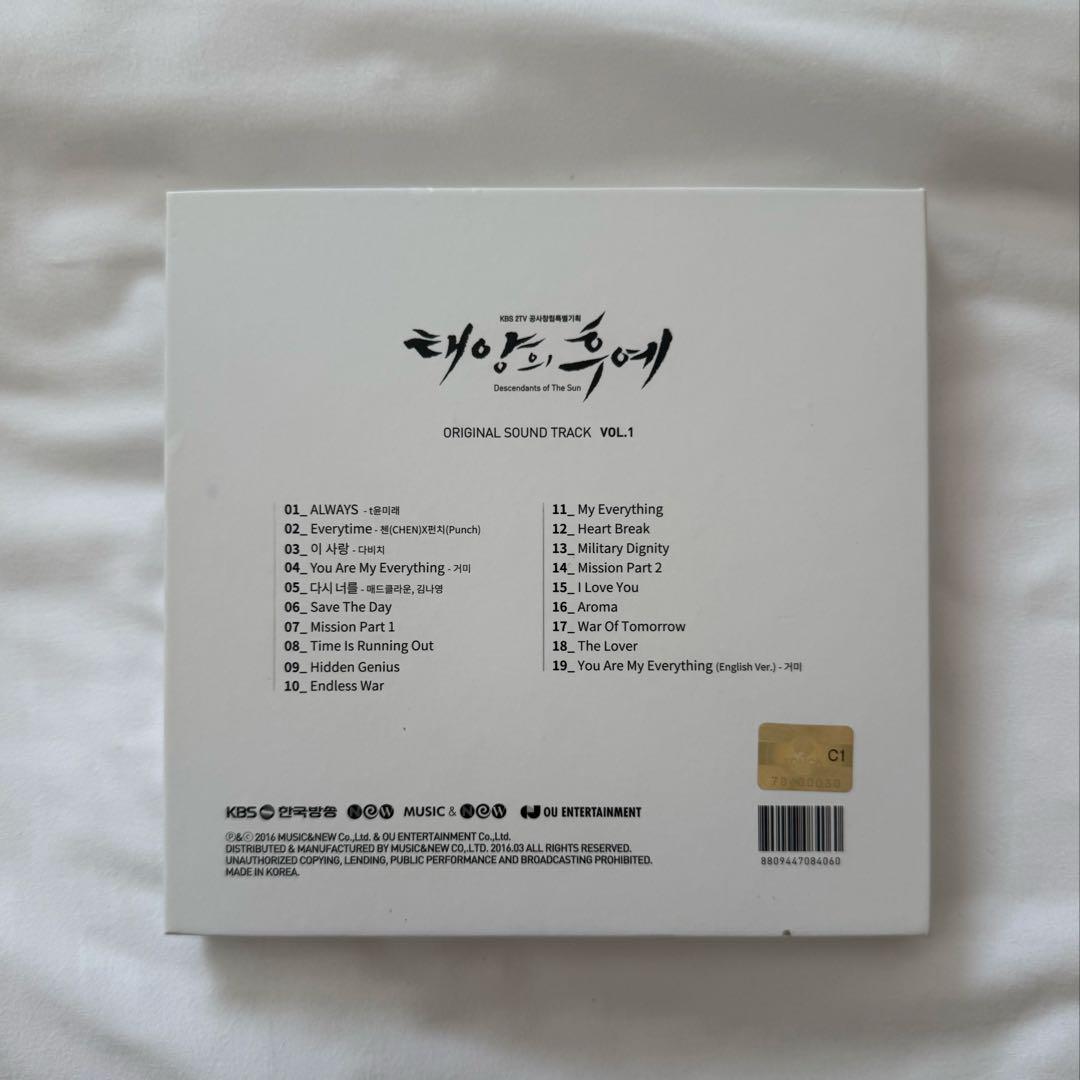 KBS 2TV 공사창립특별기획
태양의 후예
Descendants of The Sun
ORIGINAL SOUND TRACK VOL.1
01_ ALWAYS - t윤미래
02_ Everytime - 첸(CHEN)X펀치(Punch)
03_ 이 사랑 - 다비치
04_ You Are My Everything - 거미
05_ 다시 너를 - 매드클라운, 김나영
06_ Save The Day
07_ Mission Part 1
08_ Time Is Running Out
09_ Hidden Genius
10_ Endless War
11_ My Everything
12_ Heart Break
13_ Military Dignity
14_ Mission Part 2
15_ I Love You
16_ Aroma
17_ War Of Tomorrow
18_ The Lover
19_ You Are My Everything (English Ver.) - 거미
C1
KBS 한국방송 NEW MUSIC & NEW OU ENTERTAINMENT
℗&© 2016 MUSIC&NEW Co.,Ltd. & OU ENTERTAINMENT Co.,Ltd.
DISTRIBUTED & MANUFACTURED BY MUSIC&NEW CO,.LTD. 2016.03 ALL RIGHTS RESERVED.
UNAUTHORIZED COPYING, LENDING, PUBLIC PERFORMANCE AND BROADCASTING PROHIBITED.
MADE IN KOREA.
8809447084060